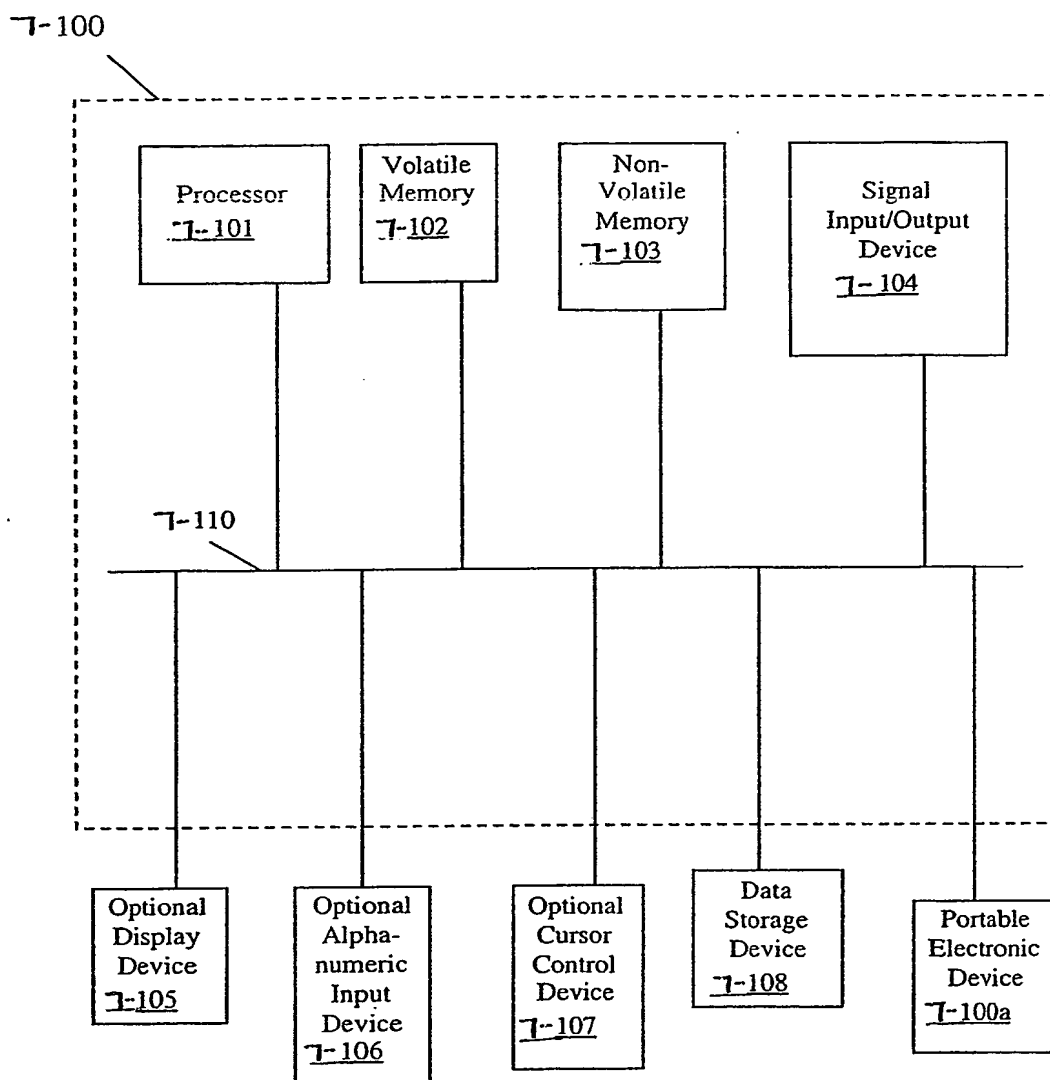 7-100
Processor
7-101
Volatile
Memory
7-102
Non-
Volatile
Memory
7-103
Signal
Input/Output
Device
7-104
7-110
Optional
Display
Device
7-105
Optional
Alpha-
numeric
Input
Device
7-106
Optional
Cursor
Control
Device
7-107
Data
Storage
Device
7-108
Portable
Electronic
Device
7-100a